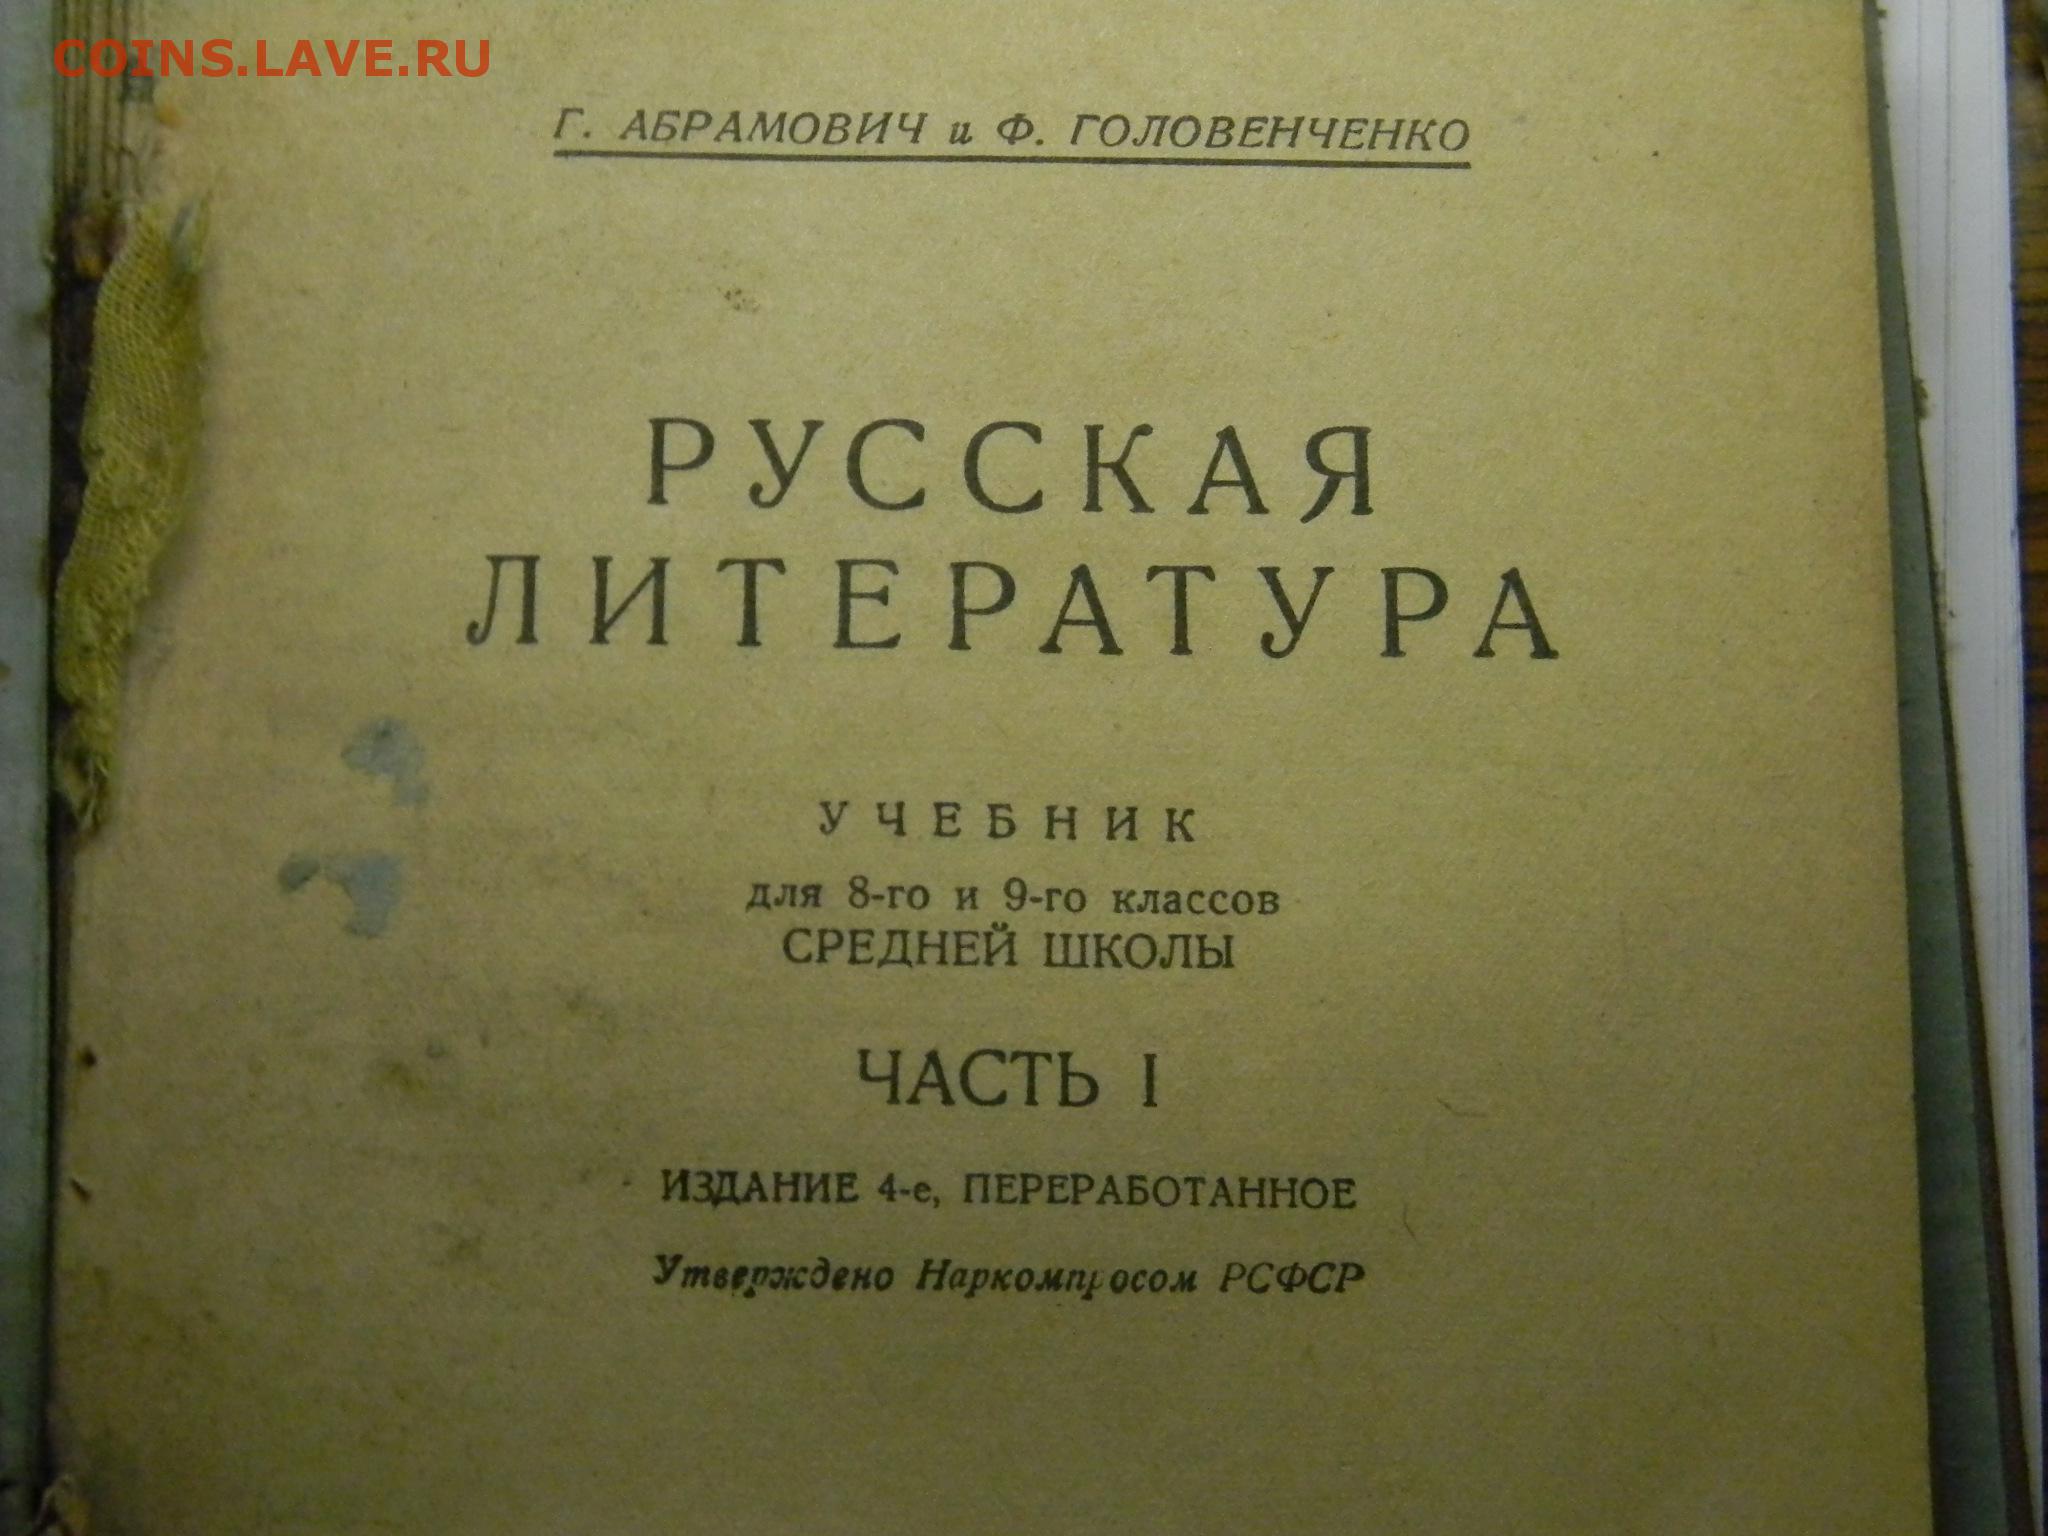 COINS.LAVE.RU
Г. АБРАМОВИЧ и Ф. ГОЛОВЕНЧЕНКО
РУССКАЯ
ЛИТЕРАТУРА
УЧЕБНИК
для 8-го и 9-го классов
СРЕДНЕЙ ШКОЛЫ
ЧАСТЬ I
ИЗДАНИЕ 4-е, ПЕРЕРАБОТАННОЕ
Утверждено Наркомпросом РСФСР